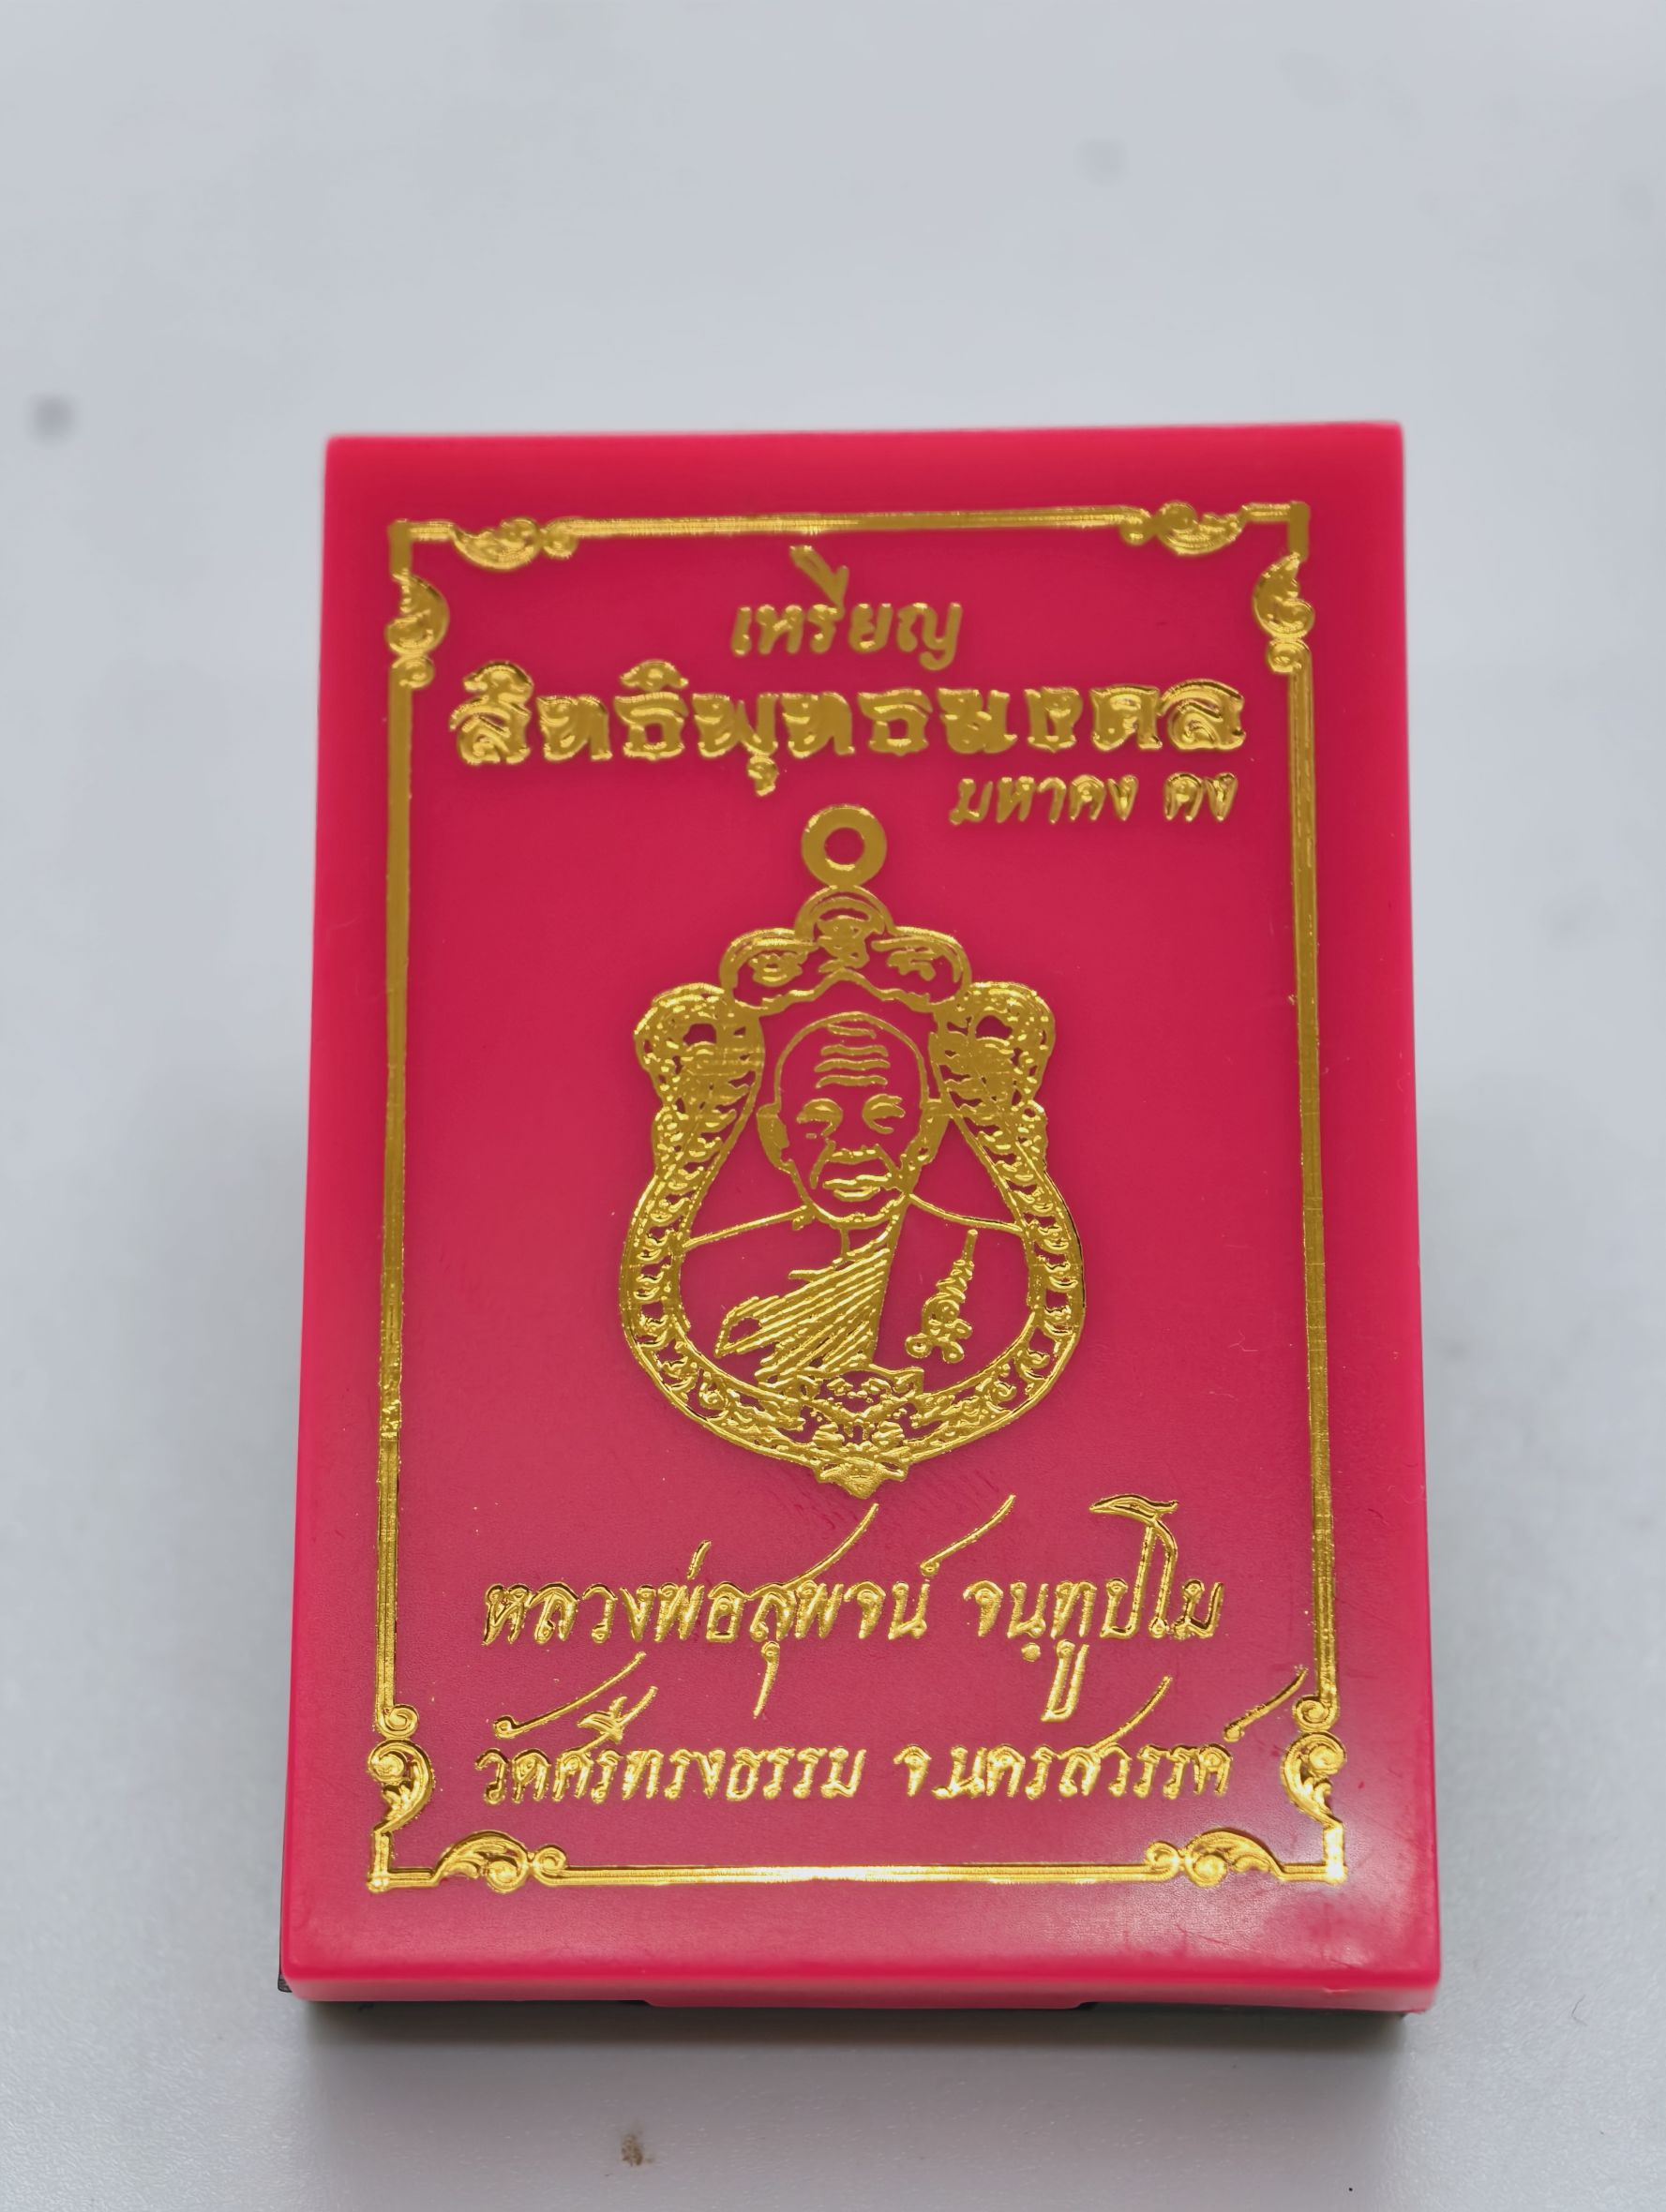 เหรียญ
สิทธิพุทธมงคล
มหาคง คง
หลวงพ่อสุพจน์ จนฺทูปโม
วัดศรีทรงธรรม จ.นครสวรรค์